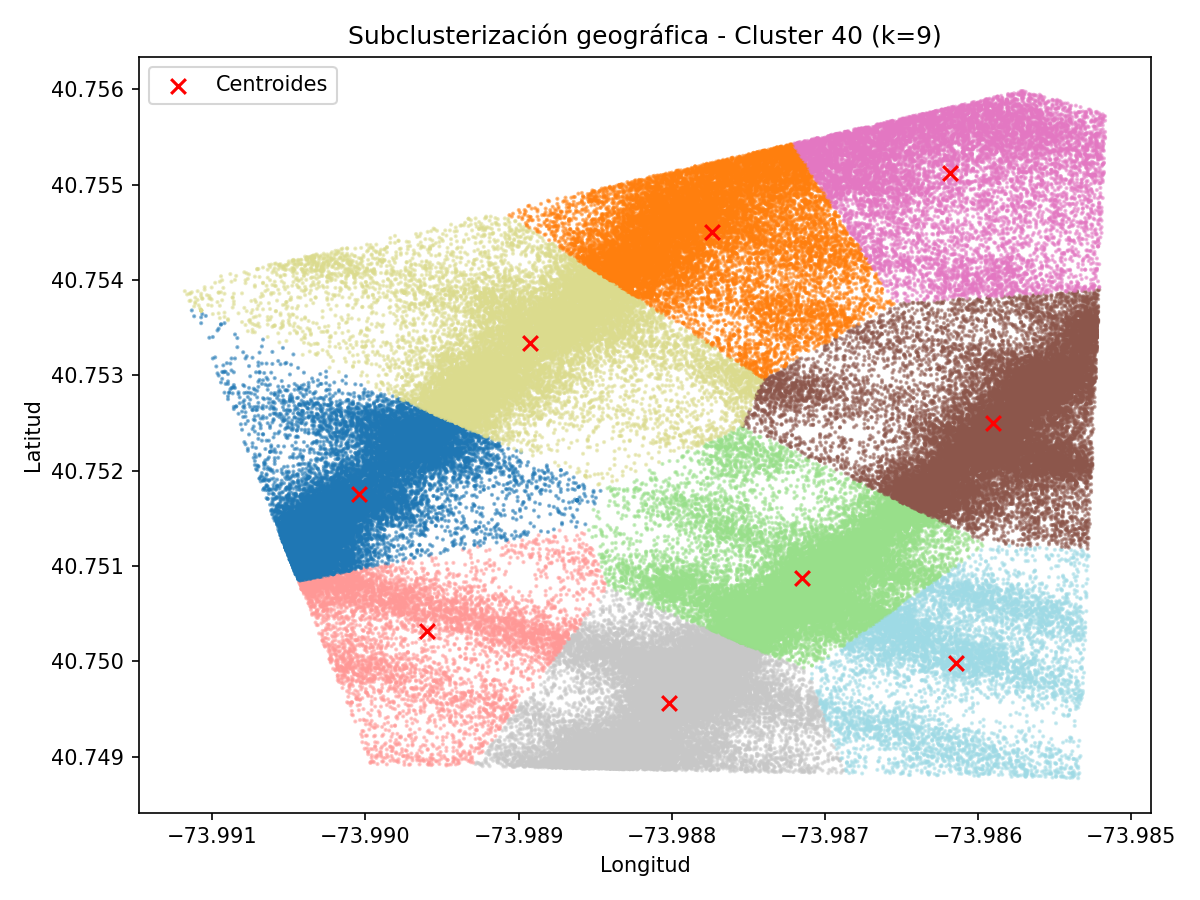 Subclusterización geográfica - Cluster 40 (k=9)
Centroides
40.756
40.755
40.754
40.753
40.752
40.751
40.750
40.749
Latitud
−73.991 −73.990 −73.989 −73.988 −73.987 −73.986 −73.985
Longitud